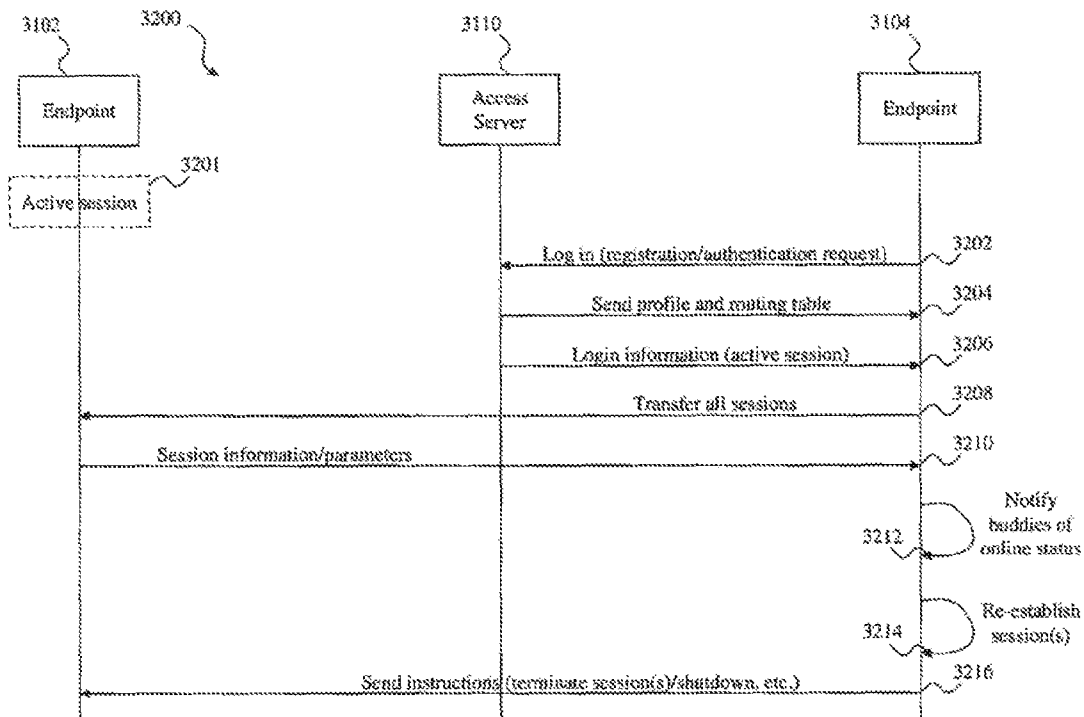 3102
3200
3110
3104
Endpoint
Access
Server
Endpoint
3201
Active session
3202
Log in (registration/authentication request)
3204
Send profile and routing table
3206
Login information (active session)
3208
Transfer all sessions
3210
Session information/parameters
Notify
buddies of
online status
3212
Re-establish
session(s)
3214
3216
Send instructions (terminate session(s)/shutdown, etc.)